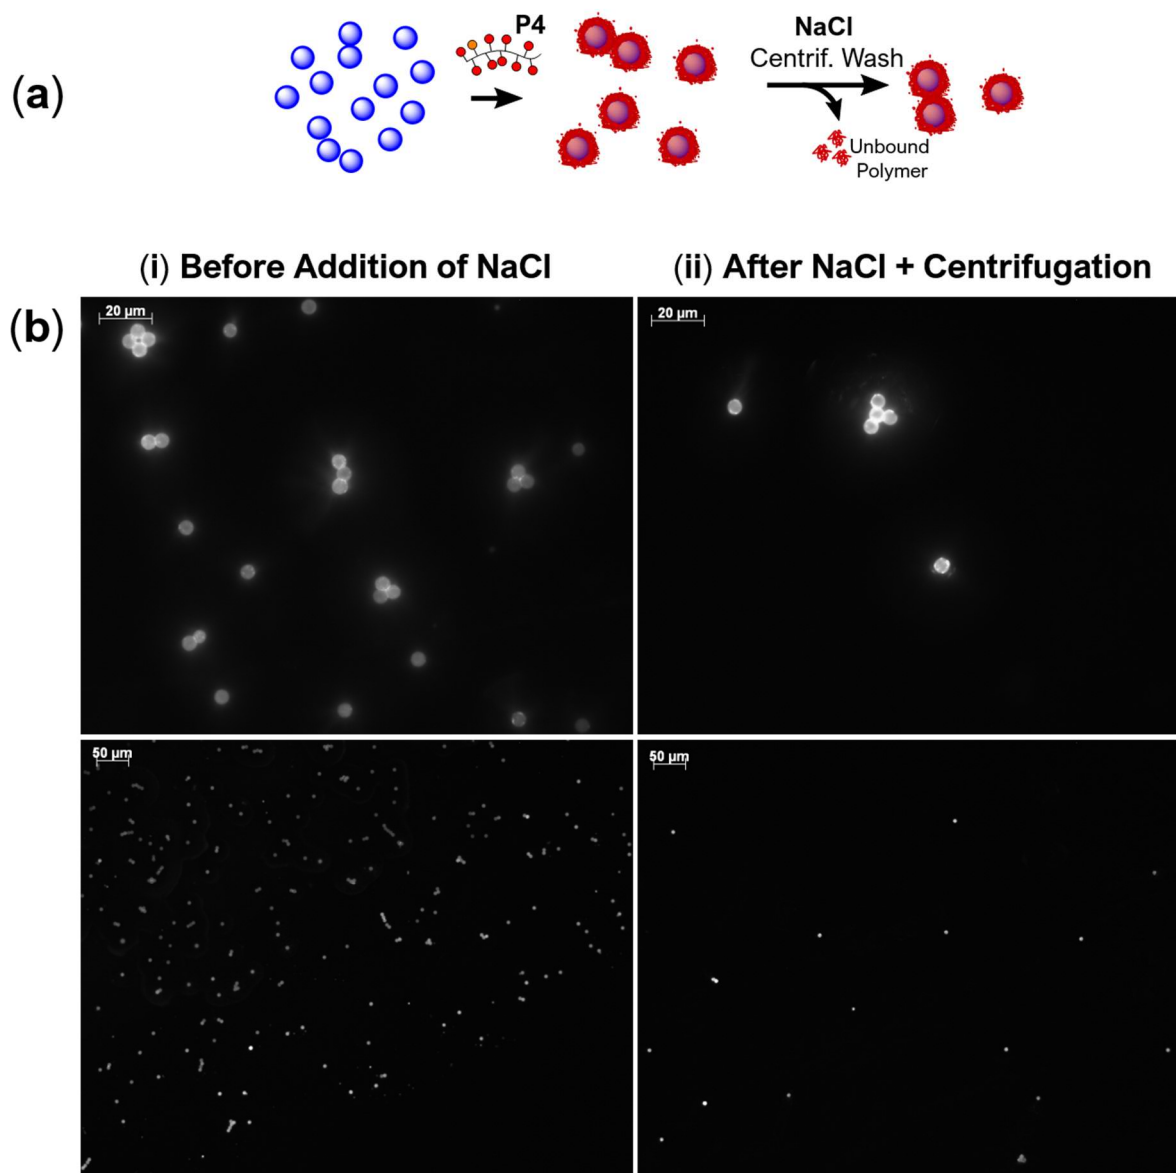 (a)
P4
NaCl
Centrif. Wash
Unbound
Polymer
(i) Before Addition of NaCl
(ii) After NaCl + Centrifugation
(b)
20 µm
20 µm
50 µm
50 µm